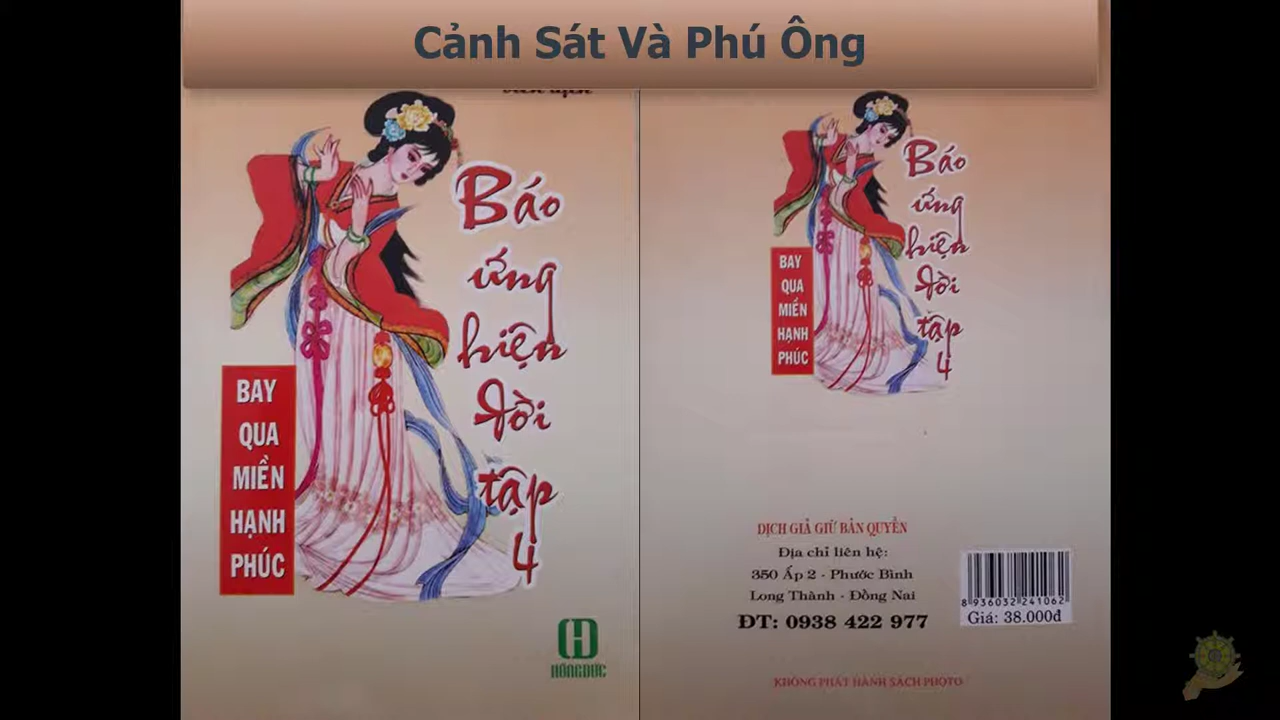 Cảnh Sát Và Phú Ông
Báo
ứng
hiện
đời
tập
4
BAY
QUA
MIỀN
HẠNH
PHÚC
HỒNG ĐỨC
Báo
ứng
hiện
đời
tập
4
BAY
QUA
MIỀN
HẠNH
PHÚC
DỊCH GIẢ GIỮ BẢN QUYỀN
Địa chỉ liên hệ:
350 Ấp 2 - Phước Bình
Long Thành - Đồng Nai
ĐT: 0938 422 977
8 936032 241062
Giá: 38.000đ
KHÔNG PHÁT HÀNH SÁCH PHOTO